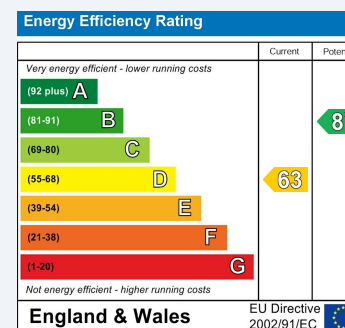 Energy Efficiency Rating
Current
Very energy efficient - lower running costs
(92 plus) A
(81-91) B
(69-80) C
(55-68) D
63
(39-54) E
(21-38) F
(1-20) G
Not energy efficient - higher running costs
England & Wales
EU Directive
2002/91/EC